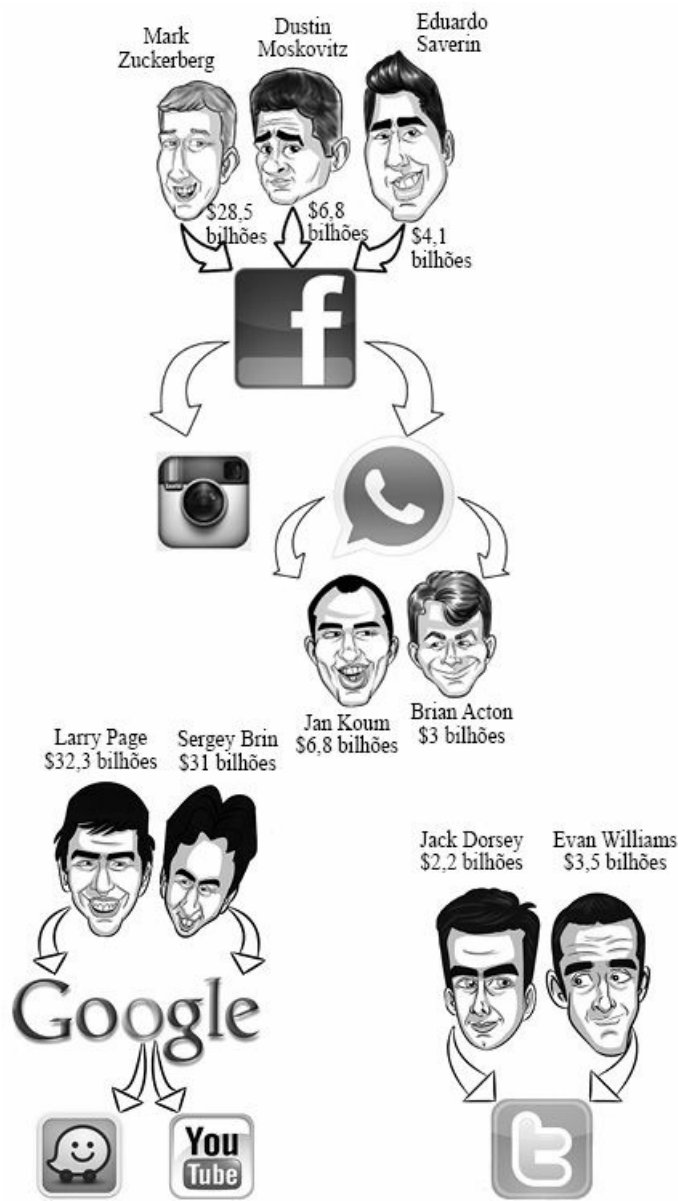 Mark
Zuckerberg
Dustin
Moskovitz
Eduardo
Saverin
$28,5
bilhões
$6,8
bilhões
$4,1
bilhões
f
Jan Koum
$6,8 bilhões
Brian Acton
$3 bilhões
Larry Page
$32,3 bilhões
Sergey Brin
$31 bilhões
Jack Dorsey
$2,2 bilhões
Evan Williams
$3,5 bilhões
Google
You
Tube
t